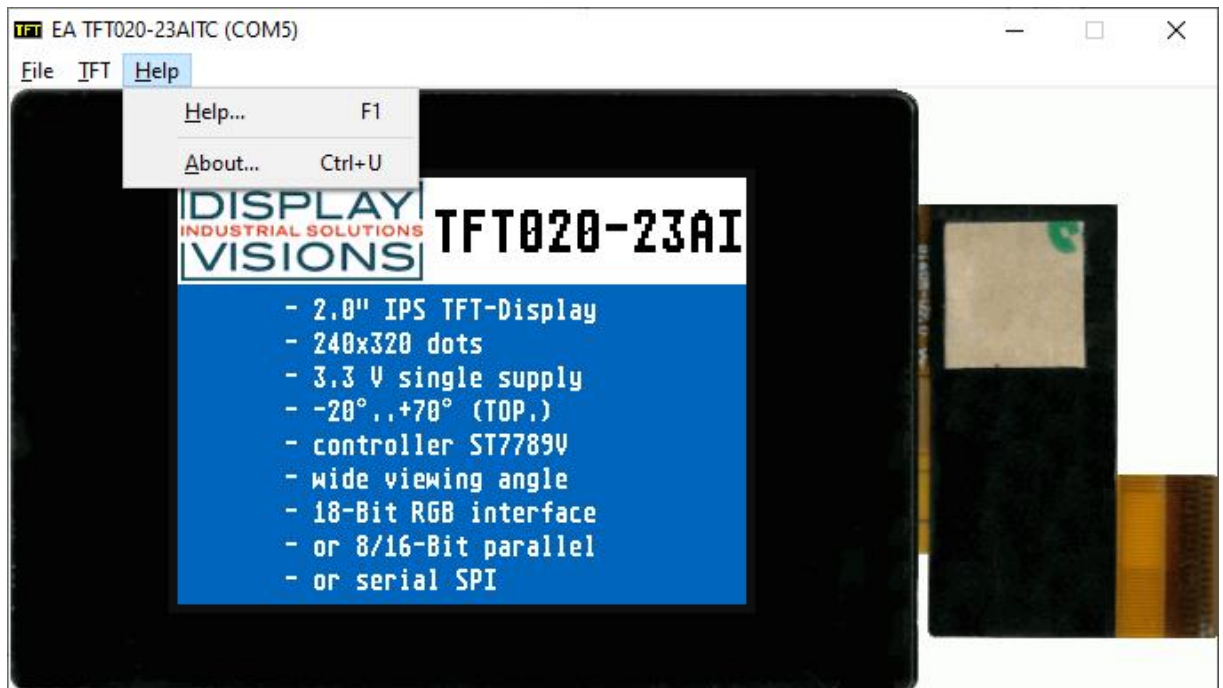 TFT EA TFT020-23AITC (COM5)
File TFT Help
Help... F1
About... Ctrl+U
DISPLAY
INDUSTRIAL SOLUTIONS
VISIONS
TFT020-23AI
- 2.0" IPS TFT-Display
- 240x320 dots
- 3.3 V single supply
- -20°..+70° (TOP.)
- controller ST7789V
- wide viewing angle
- 18-Bit RGB interface
- or 8/16-Bit parallel
- or serial SPI